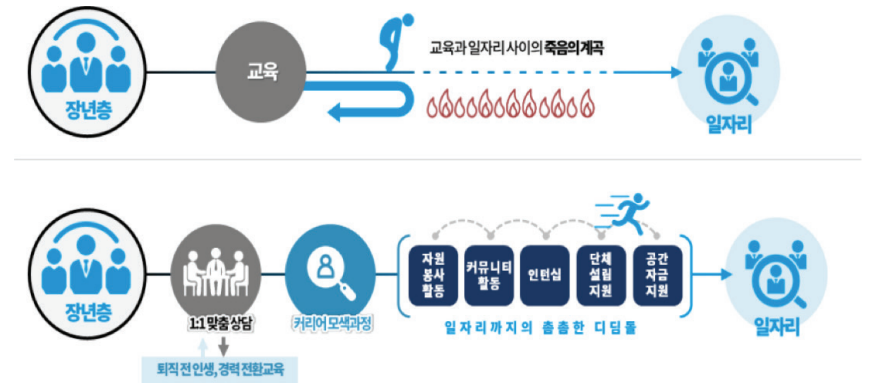 장년층
교육
교육과 일자리 사이의 죽음의 계곡
일자리
장년층
1:1 맞춤 상담
퇴직 전 인생, 경력 전환교육
커리어 모색과정
자원
봉사
활동
커뮤니티
활동
인턴십
단체
설립
지원
공간
자금
지원
일자리까지의 촘촘한 디딤돌
일자리